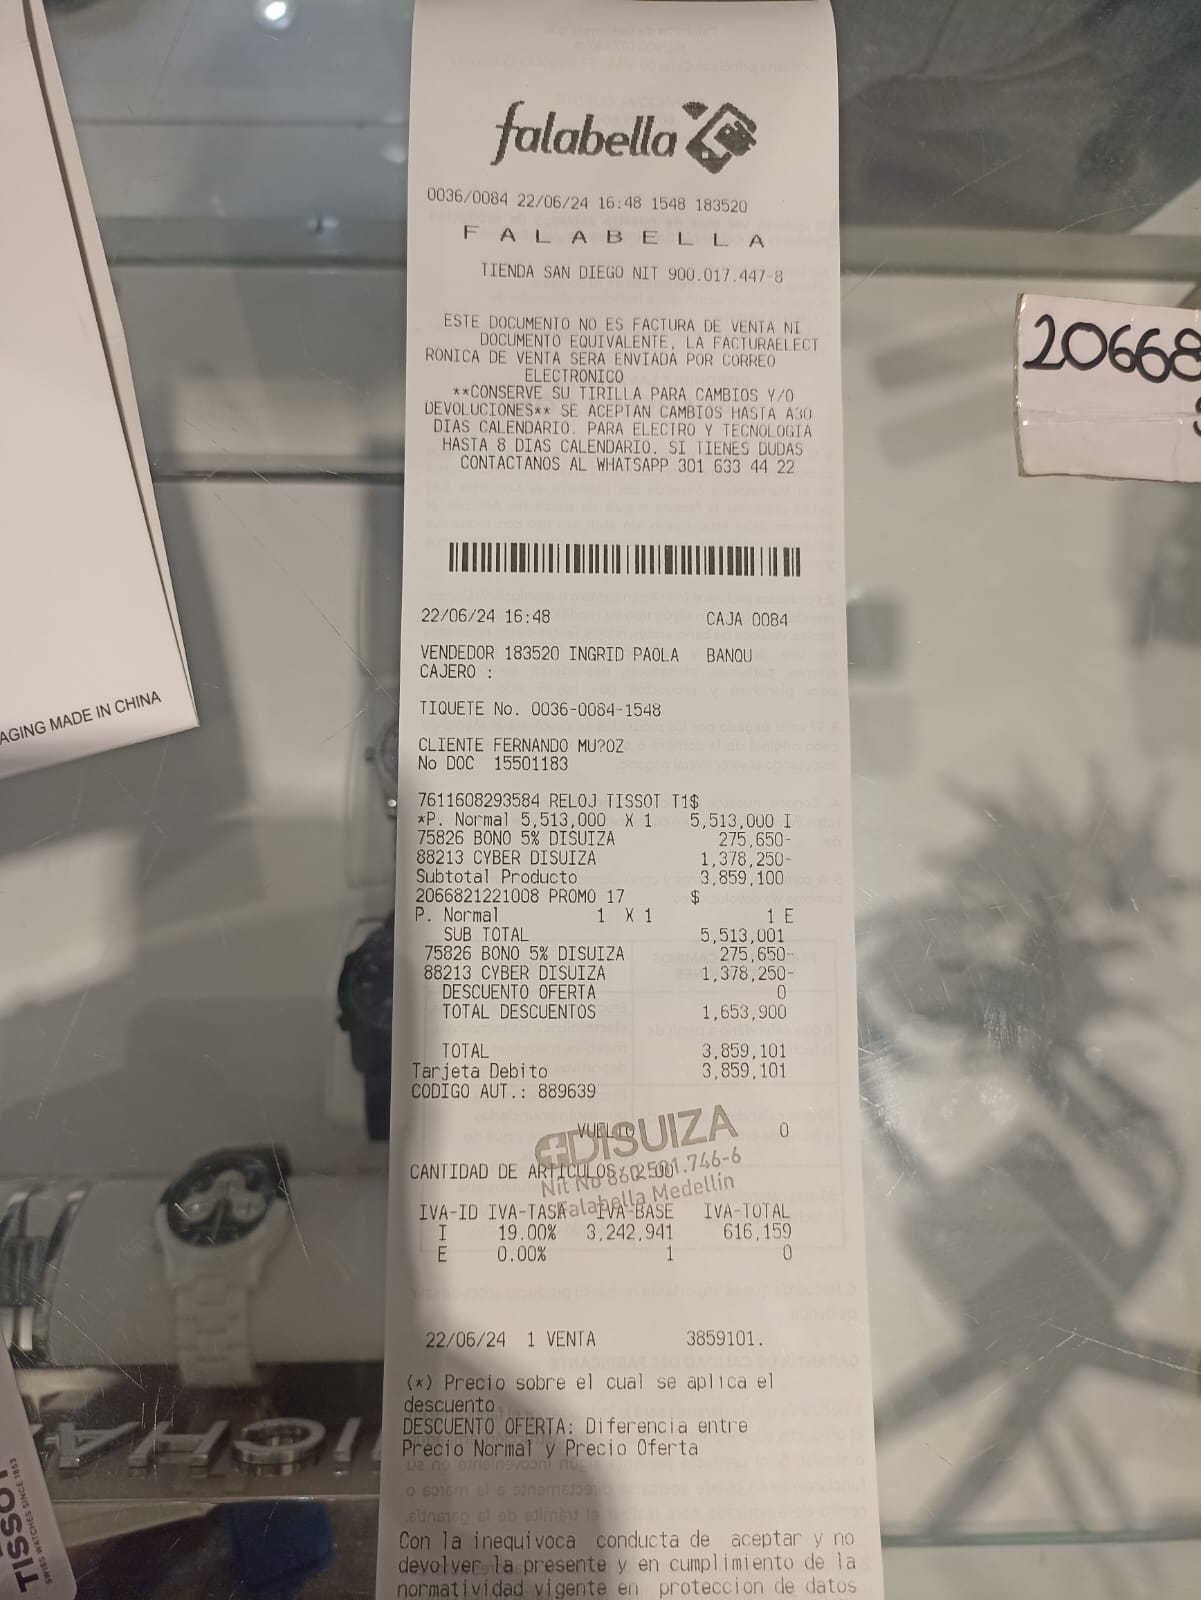 falabella
0036/0084 22/06/24 16:48 1548 183520
F A L A B E L L A
TIENDA SAN DIEGO NIT 900.017.447-8
ESTE DOCUMENTO NO ES FACTURA DE VENTA NI
DOCUMENTO EQUIVALENTE, LA FACTURAELECT
RONICA DE VENTA SERA ENVIADA POR CORREO
ELECTRONICO
**CONSERVE SU TIRILLA PARA CAMBIOS Y/O
DEVOLUCIONES** SE ACEPTAN CAMBIOS HASTA A30
DIAS CALENDARIO. PARA ELECTRO Y TECNOLOGIA
HASTA 8 DIAS CALENDARIO. SI TIENES DUDAS
CONTACTANOS AL WHATSAPP 301 633 44 22
22/06/24 16:48 CAJA 0084
VENDEDOR 183520 INGRID PAOLA BANQU
CAJERO :
TIQUETE No. 0036-0084-1548
CLIENTE FERNANDO MU?OZ
No DOC 15501183
7611608293584 RELOJ TISSOT T1$
*P. Normal 5,513,000 X 1 5,513,000 I
75826 BONO 5% DISUIZA 275,650-
88213 CYBER DISUIZA 1,378,250-
Subtotal Producto 3,859,100
2066821221008 PROMO 17 $
P. Normal 1 X 1 1 E
SUB TOTAL 5,513,001
75826 BONO 5% DISUIZA 275,650-
88213 CYBER DISUIZA 1,378,250-
DESCUENTO OFERTA 0
TOTAL DESCUENTOS 1,653,900
TOTAL 3,859,101
Tarjeta Debito 3,859,101
CODIGO AUT.: 889639
VUELTO 0
DISUIZA
CANTIDAD DE ARTICULOS:
Nit No 860.501.746-6
Falabella Medellín
IVA-ID IVA-TASA IVA-BASE IVA-TOTAL
I 19.00% 3,242,941 616,159
E 0.00% 1 0
22/06/24 1 VENTA 3859101.
(*) Precio sobre el cual se aplica el
descuento
DESCUENTO OFERTA: Diferencia entre
Precio Normal y Precio Oferta
Con la inequivoca conducta de aceptar y no
devolver la presente y en cumplimiento de la
normatividad vigente en proteccion de datos
AGING MADE IN CHINA
20668
TISSOT
SWISS WATCHES SINCE 1853